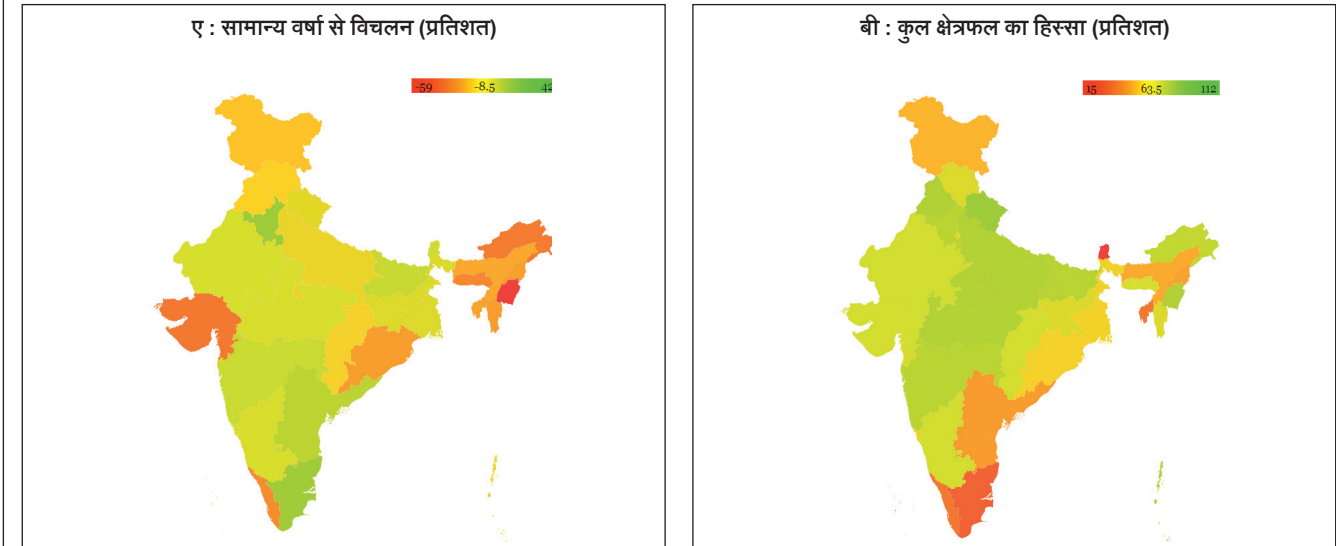 ए : सामान्य वर्षा से विचलन (प्रतिशत)
-59 -8.5 42
बी : कुल क्षेत्रफल का हिस्सा (प्रतिशत)
15 63.5 112